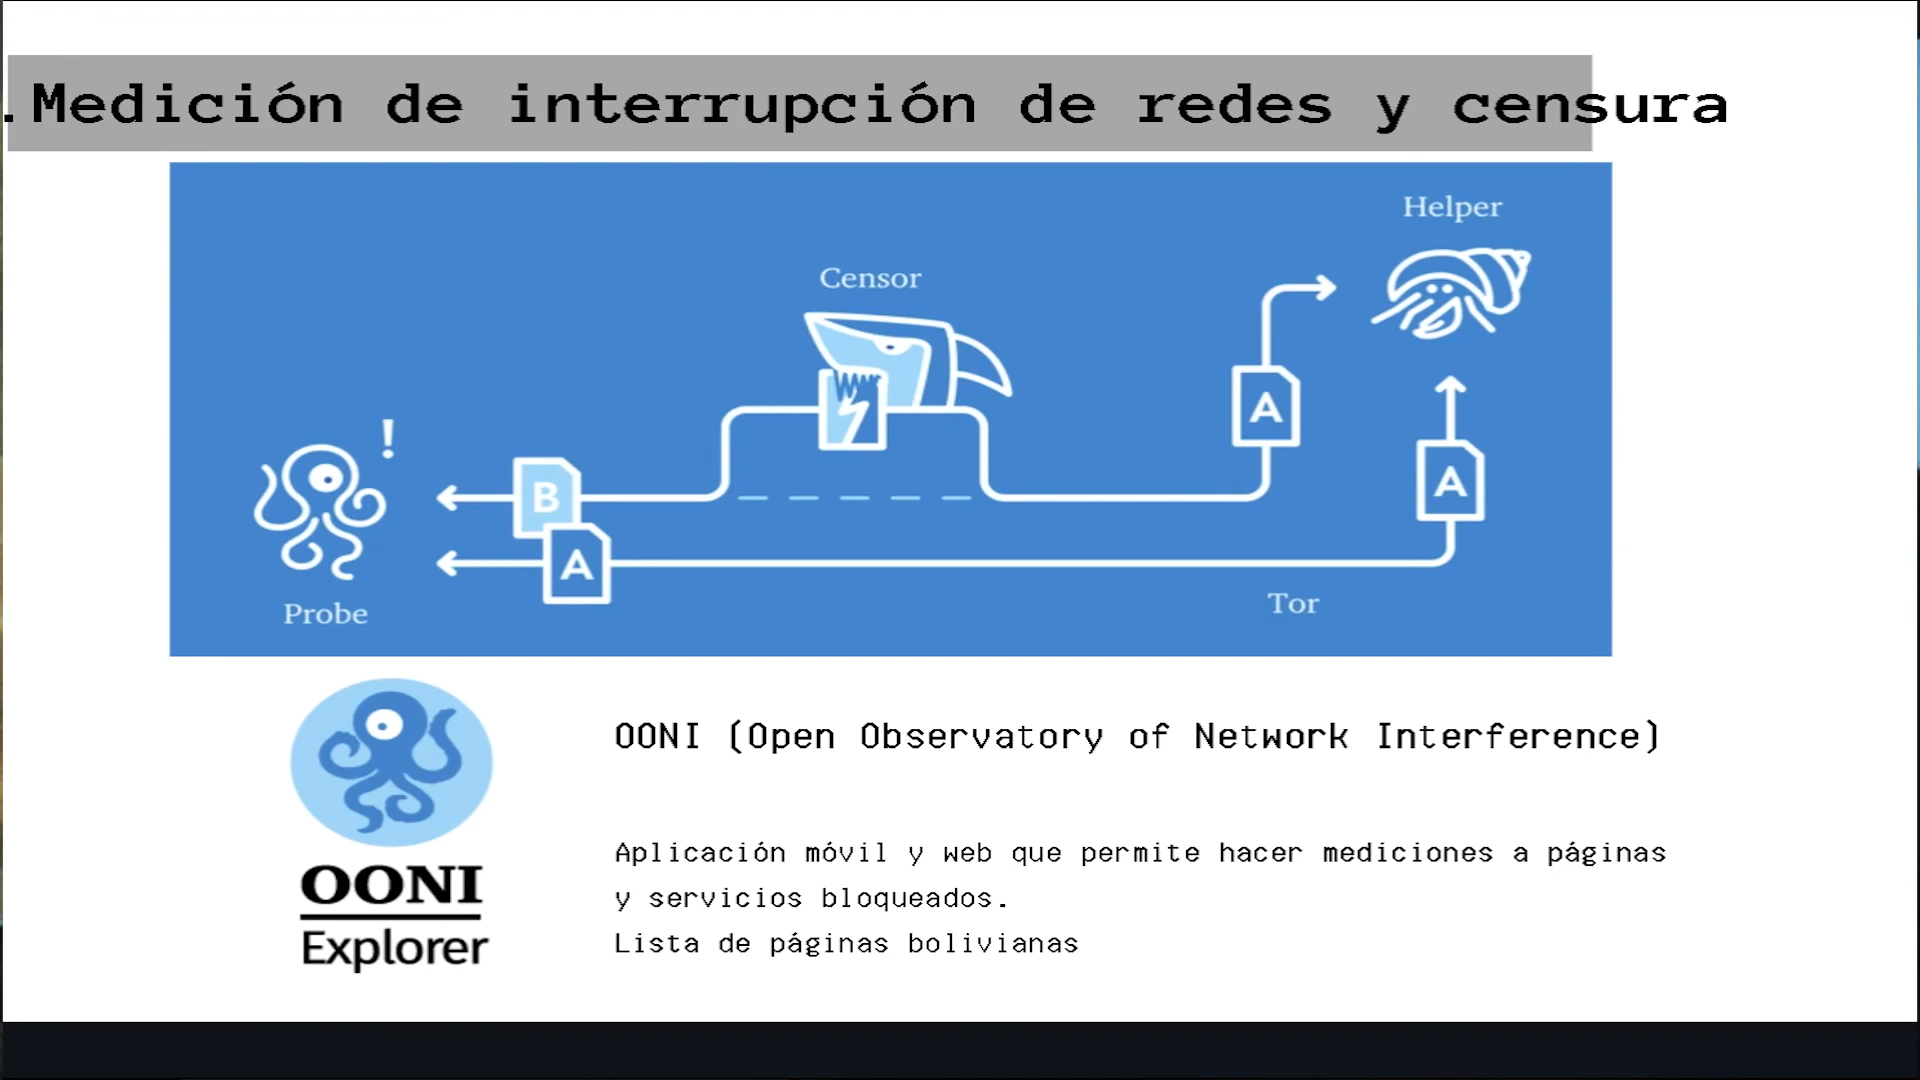 .Medición de interrupción de redes y censura
Helper
Censor
!
A
A
B
A
Probe
Tor
OONI (Open Observatory of Network Interference)
Aplicación móvil y web que permite hacer mediciones a páginas
y servicios bloqueados.
Lista de páginas bolivianas
OONI
Explorer